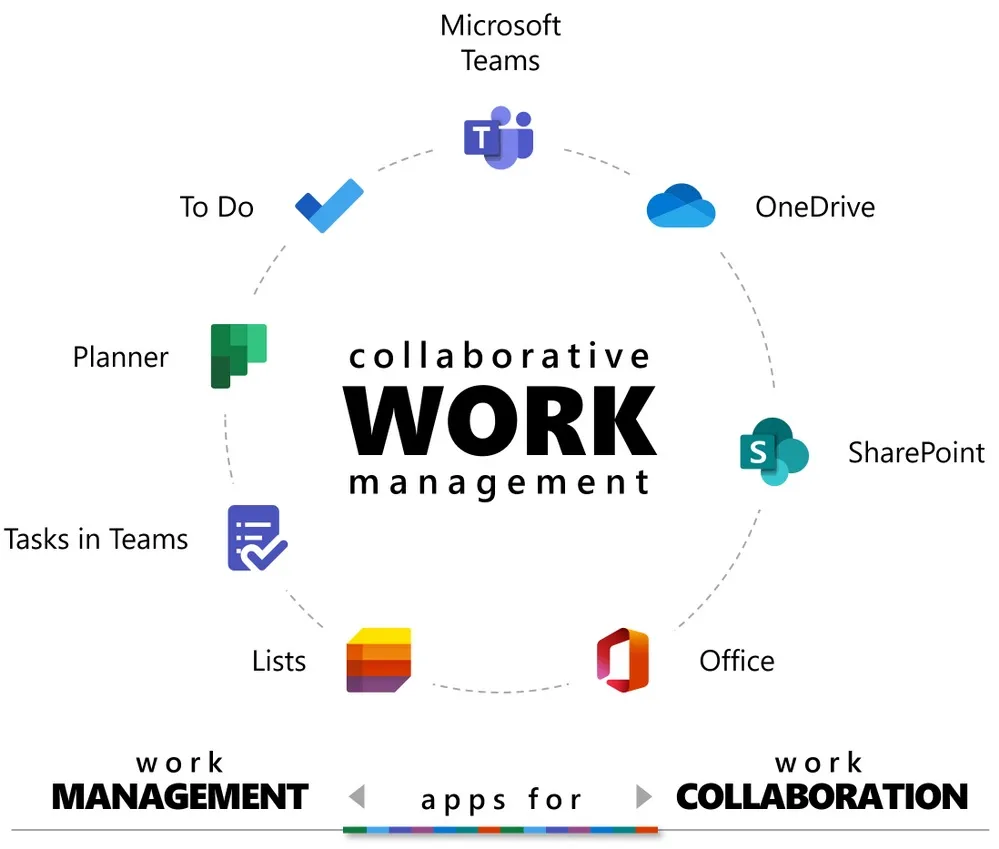 Microsoft
Teams
T
To Do
OneDrive
Planner
collaborative
WORK
management
S
SharePoint
Tasks in Teams
Lists
Office
work
MANAGEMENT
apps for
work
COLLABORATION